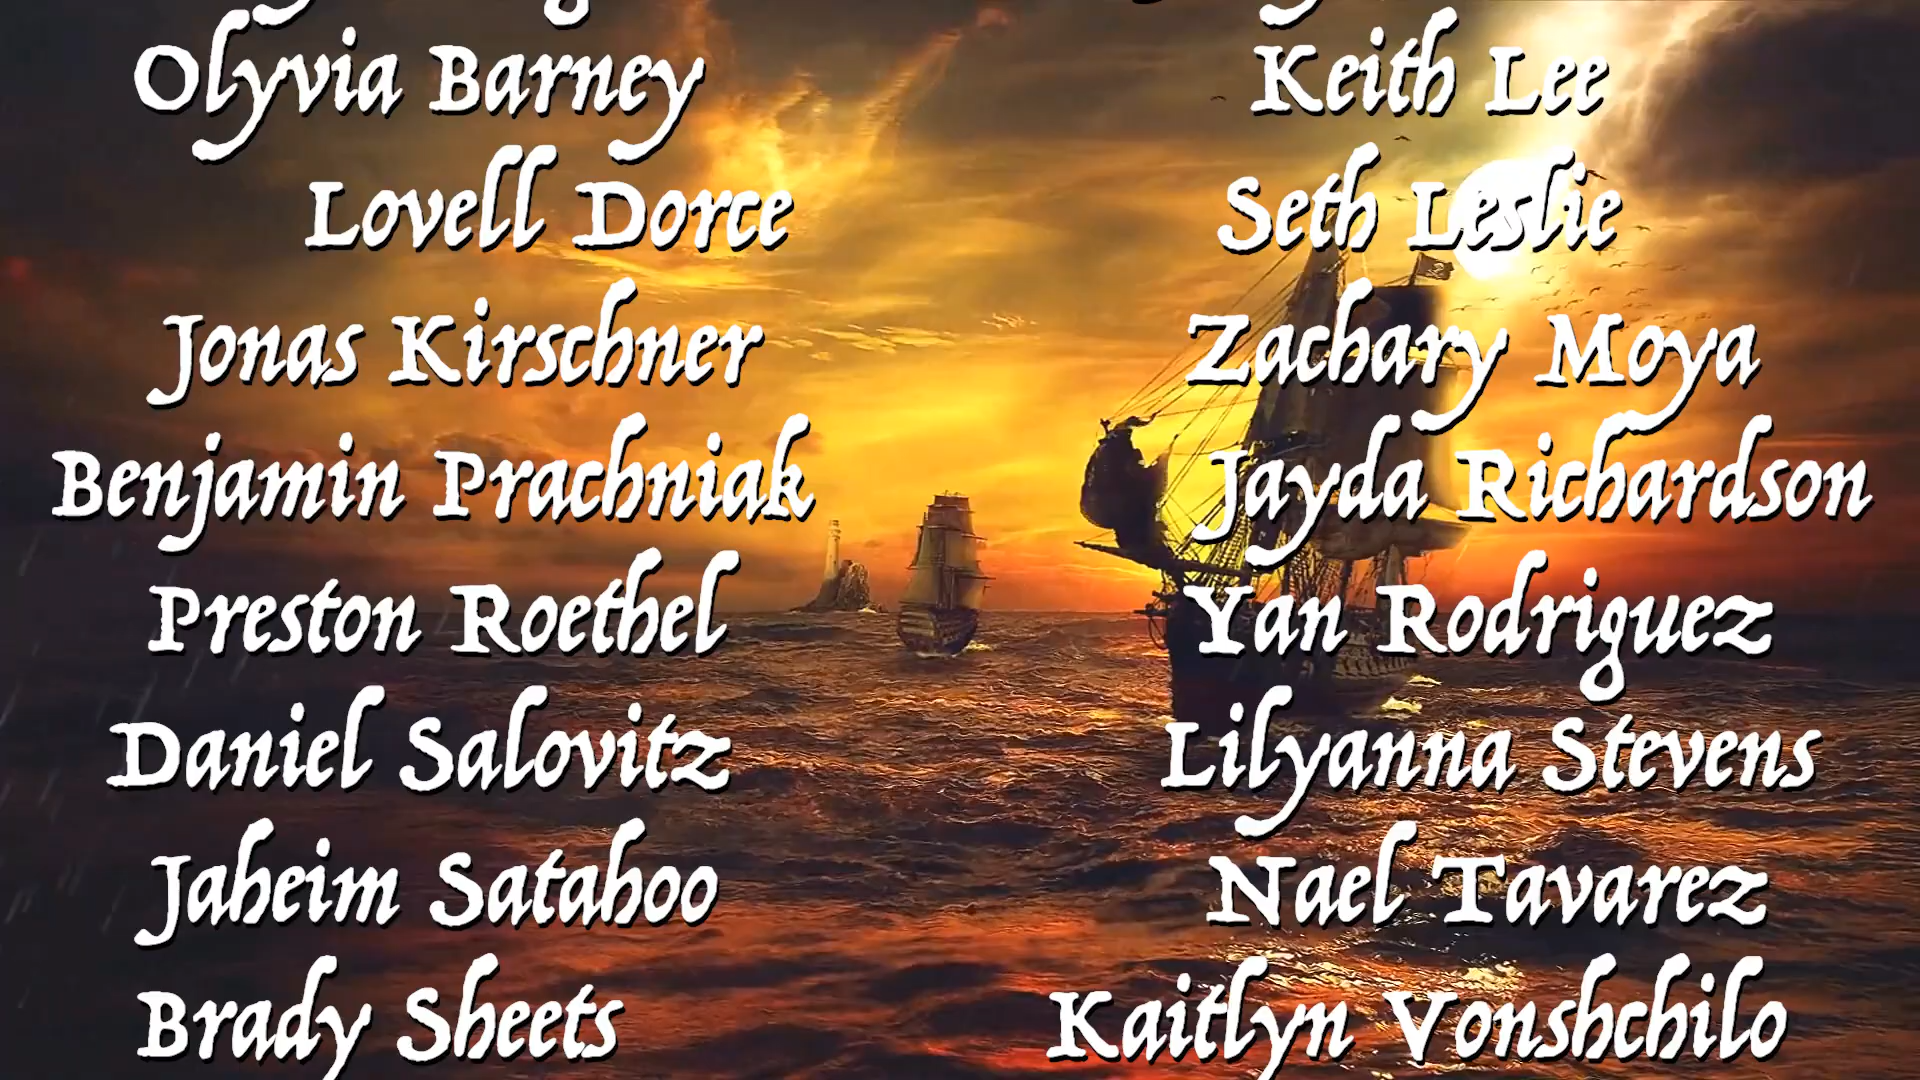 Olyvia Barney
Lovell Dorce
Jonas Kirschner
Benjamin Prachniak
Preston Roethel
Daniel Salovitz
Jaheim Satahoo
Brady Sheets
Keith Lee
Seth Leslie
Zachary Moya
Jayda Richardson
Yan Rodriguez
Lilyanna Stevens
Nael Tavarez
Kaitlyn Vonshchilo